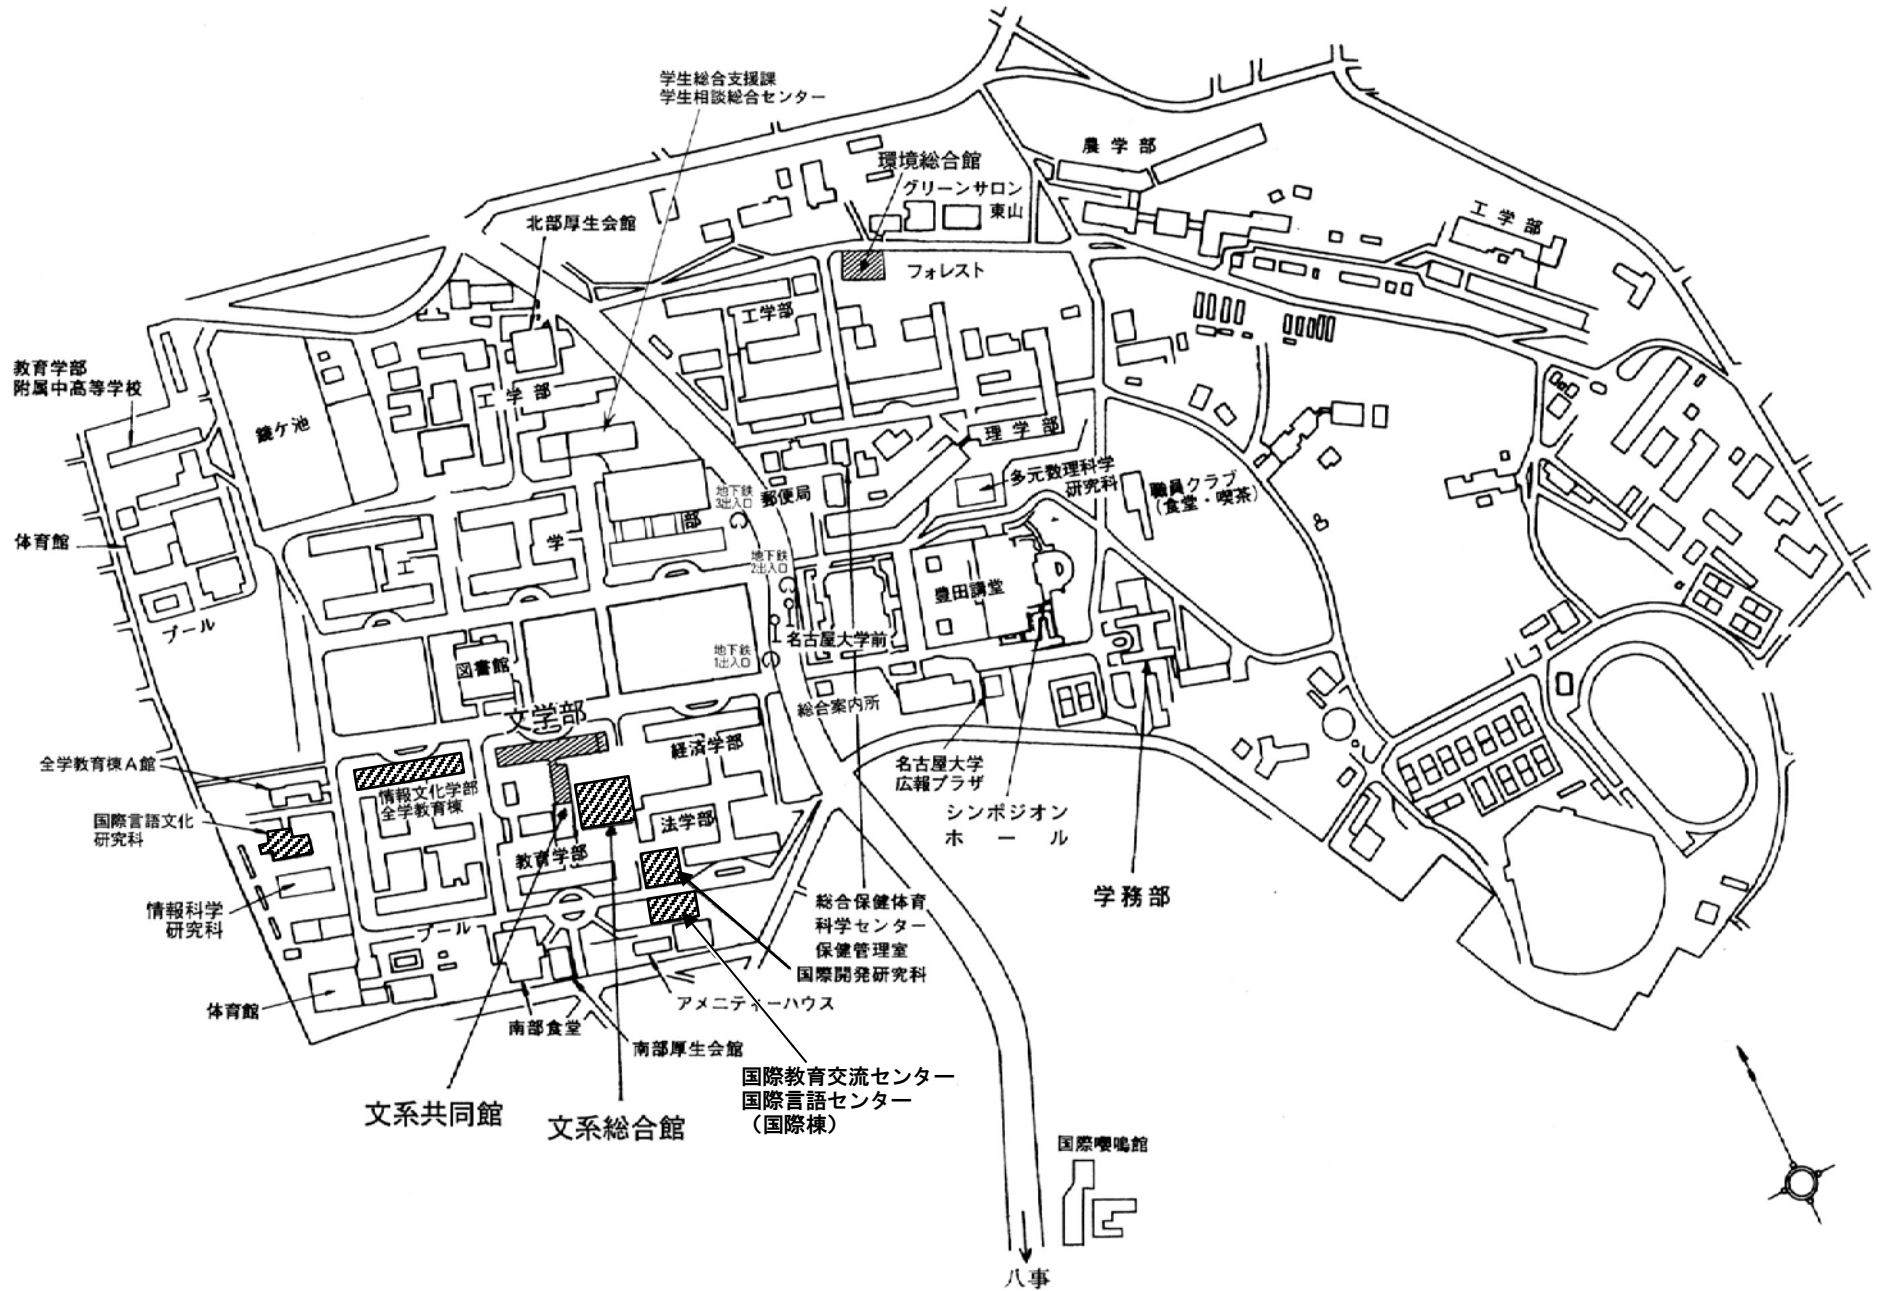 学生総合支援課
学生相談総合センター
環境総合館
農学部
グリーンサロン
東山
工学部
北部厚生会館
フォレスト
工学部
教育学部
附属中高等学校
工学部
鏡ケ池
理学部
多元数理科学
研究科
職員クラブ
(食堂・喫茶)
地下鉄
3出入口
郵便局
部
学
工
体育館
地下鉄
2出入口
豊田講堂
プール
名古屋大学前
地下鉄
1出入口
図書館
総合案内所
文学部
経済学部
全学教育棟A館
名古屋大学
広報プラザ
情報文化学部
全学教育棟
シンポジオン
ホール
国際言語文化
研究科
法学部
教育学部
学務部
情報科学
研究科
総合保健体育
科学センター
保健管理室
国際開発研究科
プール
体育館
アメニティーハウス
南部食堂
南部厚生会館
国際教育交流センター
国際言語センター
（国際棟）
文系共同館
文系総合館
国際嚶鳴館
八事